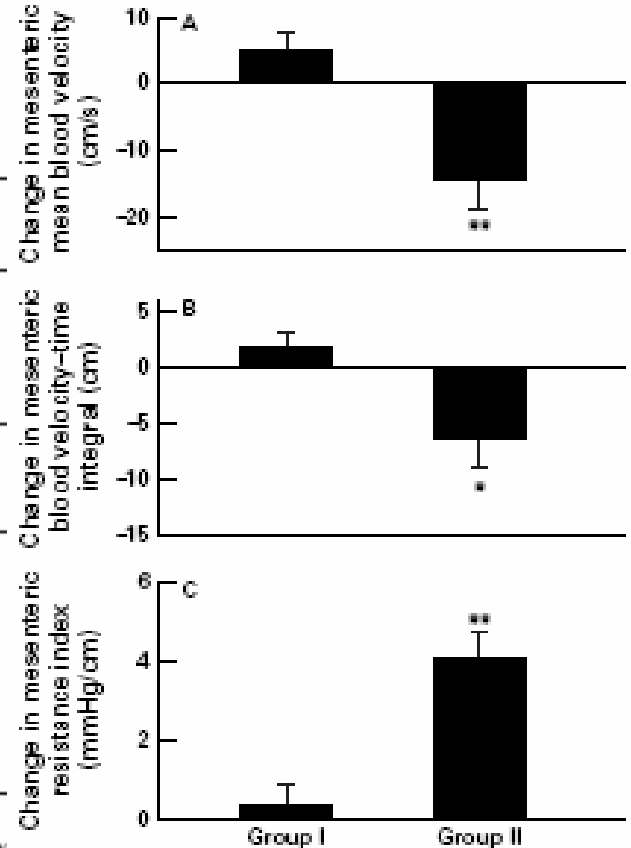 Change in mesenteric
mean blood velocity
(cm/s)
10
0
−10
−20
A
**
Change in mesenteric
blood velocity–time
integral (cm)
5
0
−5
−10
−15
B
*
Change in mesenteric
resistance index
(mmHg/cm)
6
4
2
0
C
**
Group I
Group II